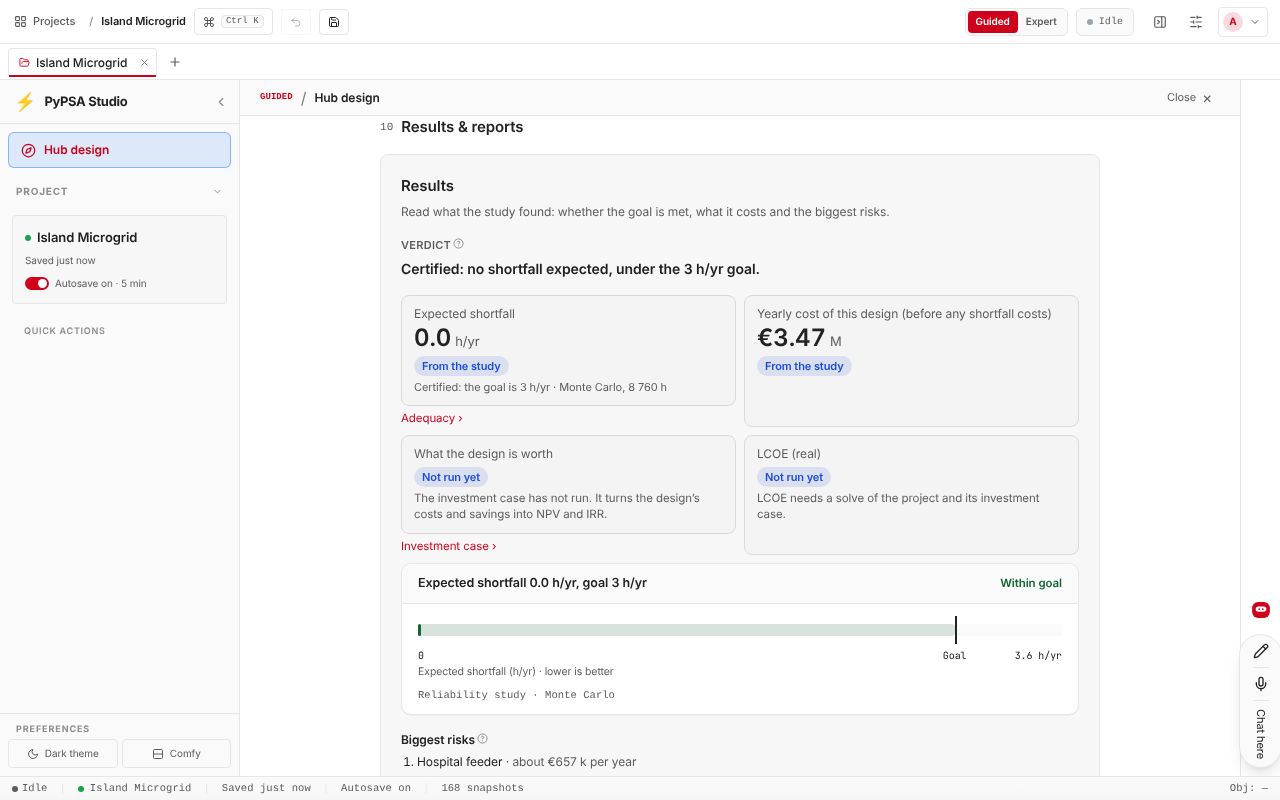 Projects / Island Microgrid ⌘ Ctrl K Guided Expert Idle A
Island Microgrid × +
PyPSA Studio
GUIDED / Hub design Close ×
Hub design
PROJECT
Island Microgrid
Saved just now
Autosave on · 5 min
QUICK ACTIONS
10 Results & reports
Results
Read what the study found: whether the goal is met, what it costs and the biggest risks.
VERDICT ?
Certified: no shortfall expected, under the 3 h/yr goal.
Expected shortfall
0.0 h/yr
From the study
Certified: the goal is 3 h/yr · Monte Carlo, 8 760 h
Adequacy ›
Yearly cost of this design (before any shortfall costs)
€3.47 M
From the study
What the design is worth
Not run yet
The investment case has not run. It turns the design's
costs and savings into NPV and IRR.
Investment case ›
LCOE (real)
Not run yet
LCOE needs a solve of the project and its investment
case.
Expected shortfall 0.0 h/yr, goal 3 h/yr Within goal
0 Goal 3.6 h/yr
Expected shortfall (h/yr) · lower is better
Reliability study · Monte Carlo
Biggest risks ?
1. Hospital feeder · about €657 k per year
Chat here
PREFERENCES
Dark theme Comfy
Idle Island Microgrid Saved just now Autosave on 168 snapshots Obj: —